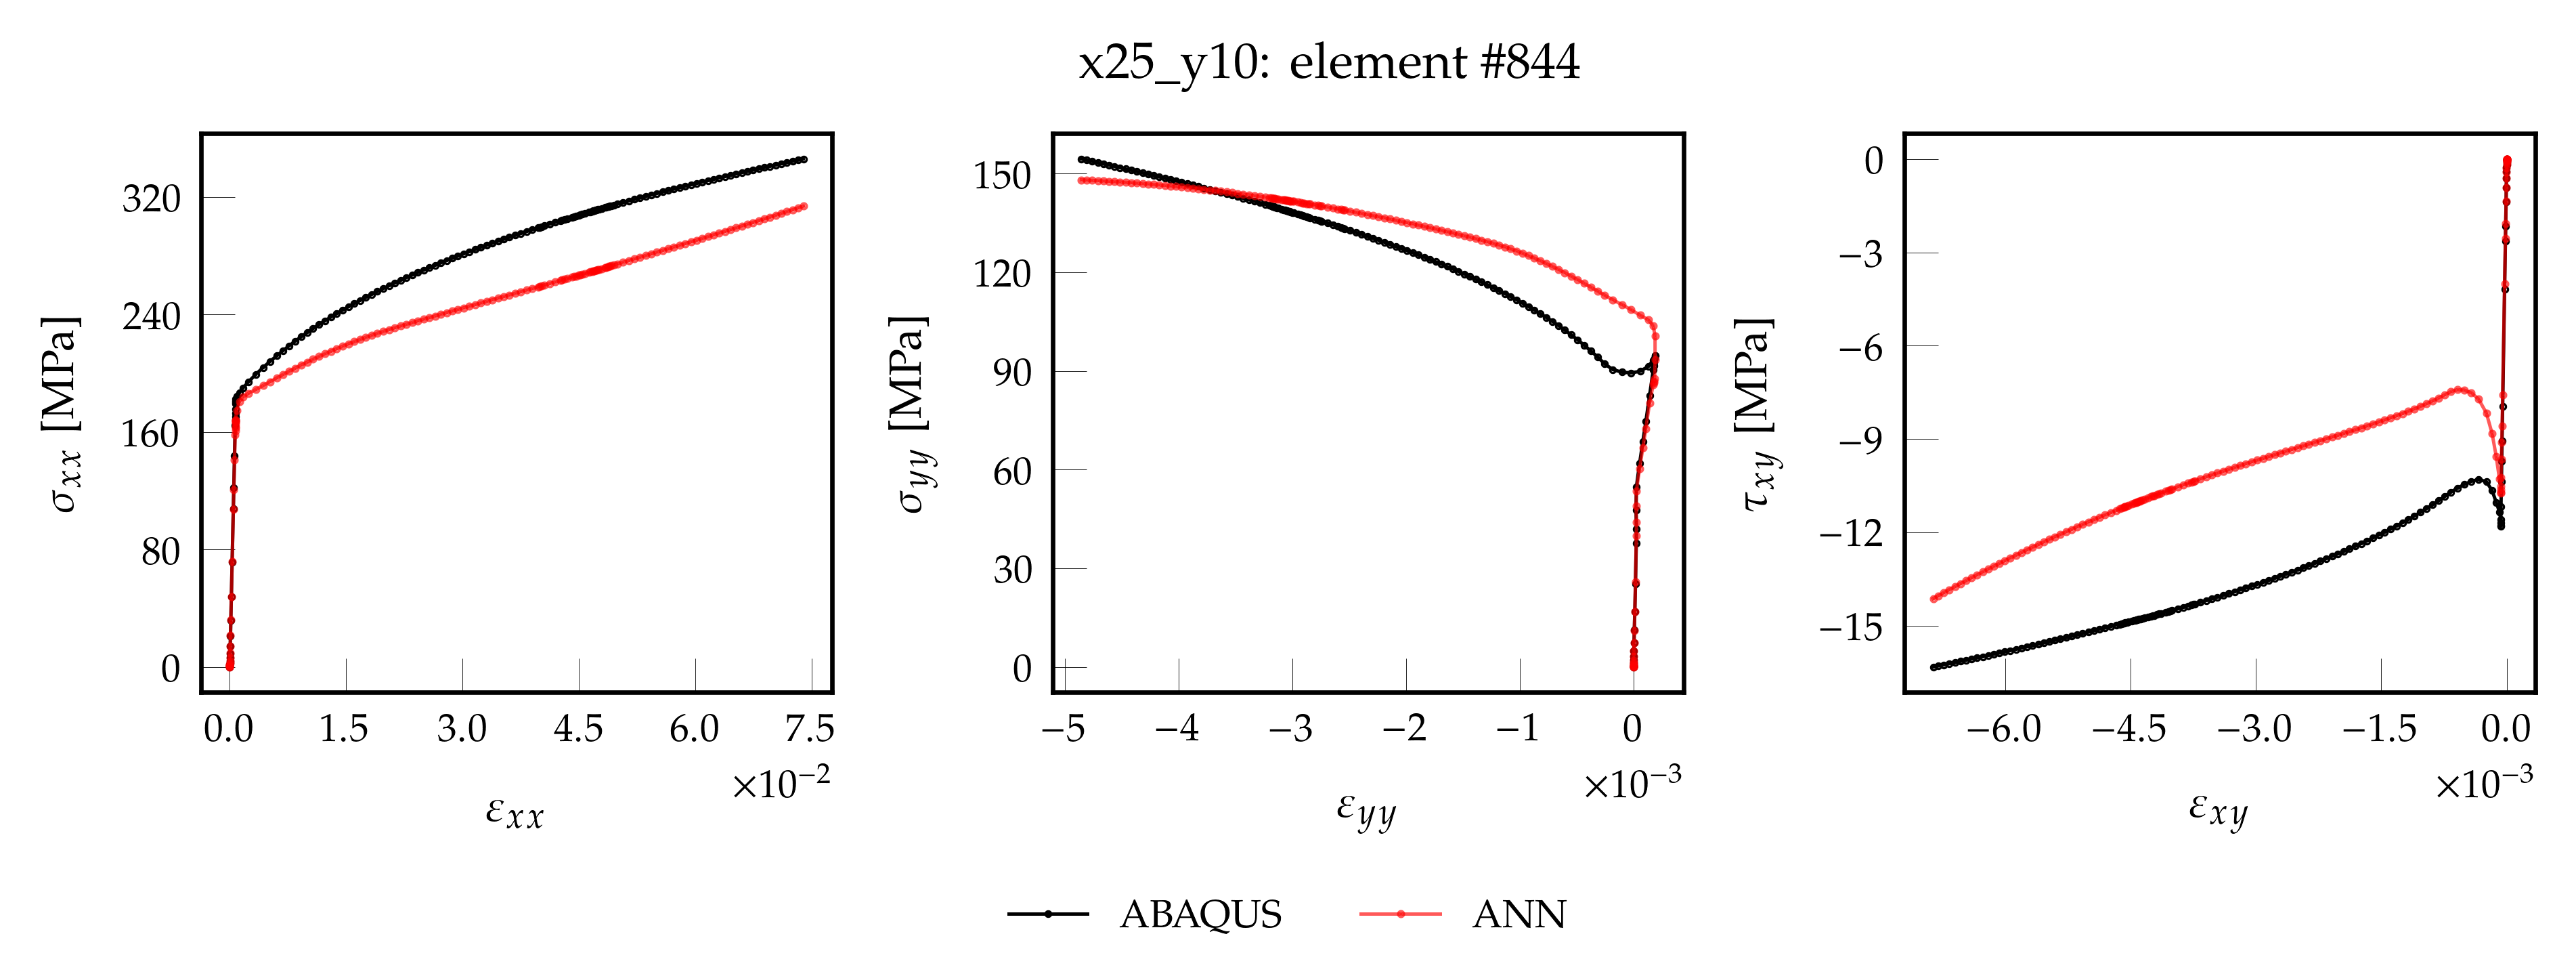 x25_y10: element #844
σxx [MPa]
320
240
160
80
0
0.0 1.5 3.0 4.5 6.0 7.5
×10−2
εxx
σyy [MPa]
150
120
90
60
30
0
−5 −4 −3 −2 −1 0
×10−3
εyy
τxy [MPa]
0
−3
−6
−9
−12
−15
−6.0 −4.5 −3.0 −1.5 0.0
×10−3
εxy
ABAQUS ANN